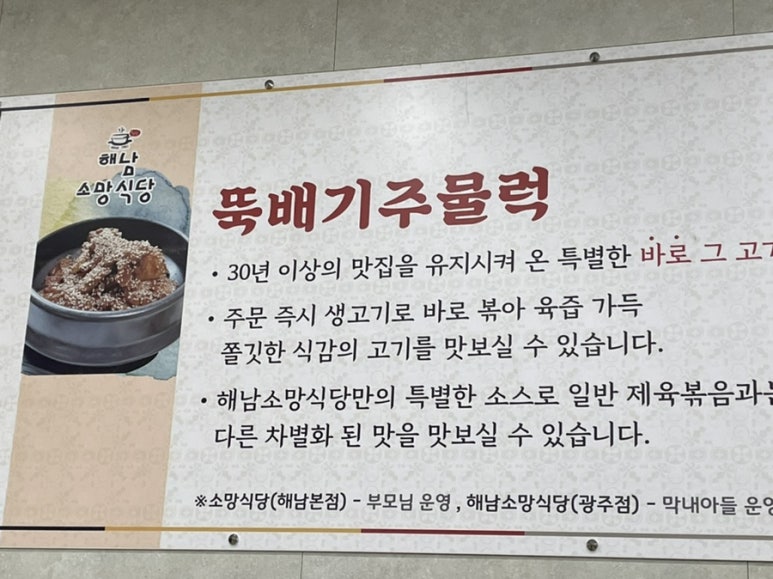 해남
소망식당
뚝배기주물럭
• 30년 이상의 맛집을 유지시켜 온 특별한 바로 그 고기
• 주문 즉시 생고기로 바로 볶아 육즙 가득
쫄깃한 식감의 고기를 맛보실 수 있습니다.
• 해남소망식당만의 특별한 소스로 일반 제육볶음과는
다른 차별화 된 맛을 맛보실 수 있습니다.
※소망식당(해남본점) - 부모님 운영 , 해남소망식당(광주점) - 막내아들 운영